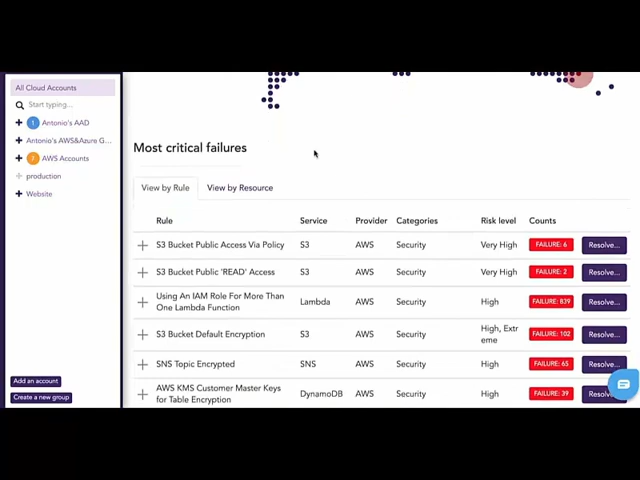 All Cloud Accounts
Start typing...
1 Antonio's AAD
Antonio's AWS&Azure G...
AWS Accounts
production
Website
Add an account
Create a new group
Most critical failures
View by Rule View by Resource
Rule Service Provider Categories Risk level Counts
S3 Bucket Public Access Via Policy S3 AWS Security Very High FAILURE: 6 Resolve...
S3 Bucket Public 'READ' Access S3 AWS Security Very High FAILURE: 2 Resolve...
Using An IAM Role For More Than
One Lambda Function Lambda AWS Security High FAILURE: 839 Resolve...
S3 Bucket Default Encryption S3 AWS Security High, Extr
eme FAILURE: 102 Resolve...
SNS Topic Encrypted SNS AWS Security High FAILURE: 65 Resolve...
AWS KMS Customer Master Keys
for Table Encryption DynamoDB AWS Security High FAILURE: 39 Resolve